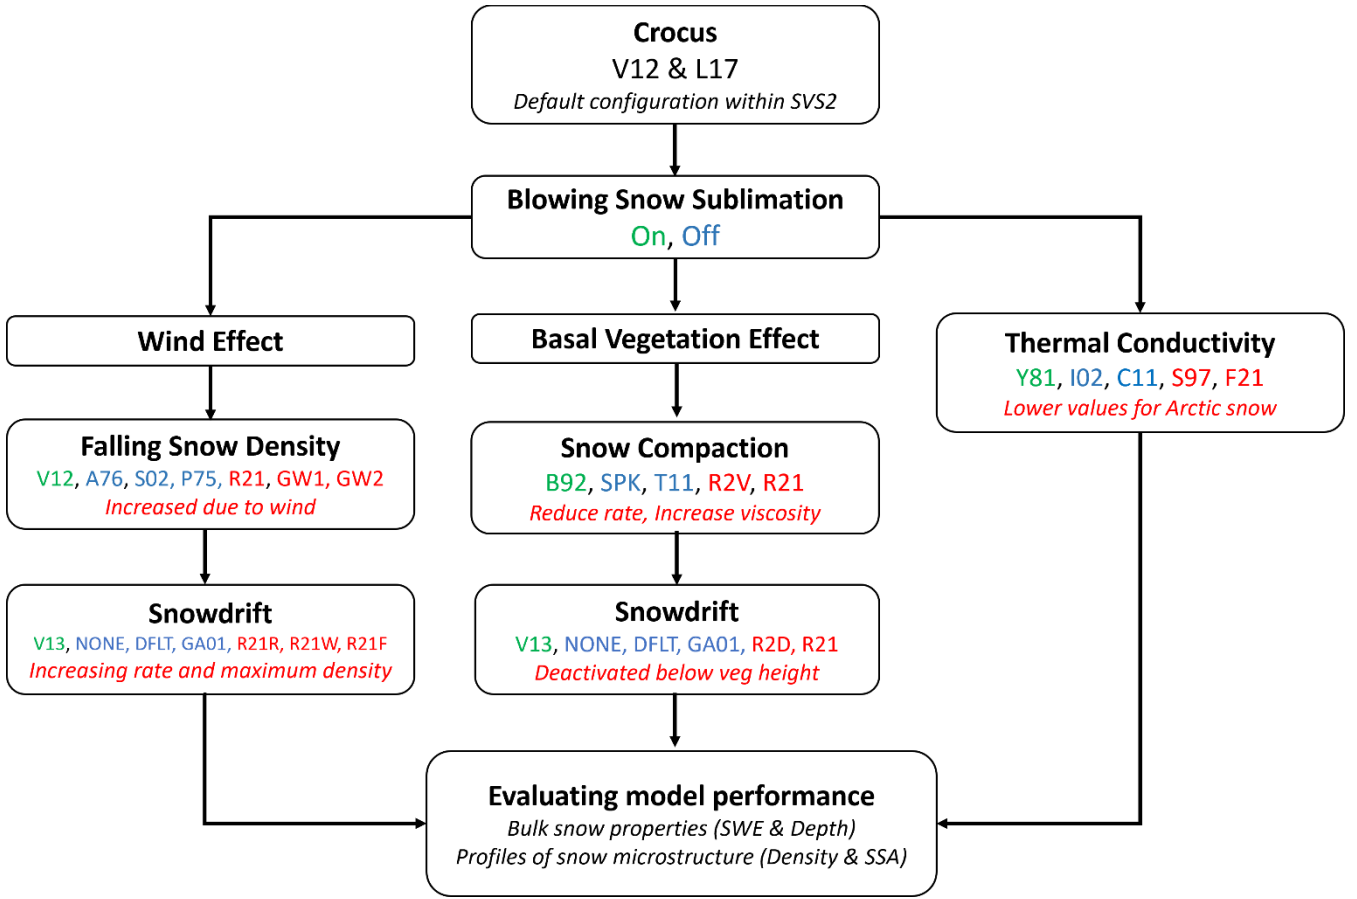 Crocus
V12 & L17
Default configuration within SVS2
Blowing Snow Sublimation
On, Off
Wind Effect
Basal Vegetation Effect
Thermal Conductivity
Y81, I02, C11, S97, F21
Lower values for Arctic snow
Falling Snow Density
V12, A76, S02, P75, R21, GW1, GW2
Increased due to wind
Snow Compaction
B92, SPK, T11, R2V, R21
Reduce rate, Increase viscosity
Snowdrift
V13, NONE, DFLT, GA01, R21R, R21W, R21F
Increasing rate and maximum density
Snowdrift
V13, NONE, DFLT, GA01, R2D, R21
Deactivated below veg height
Evaluating model performance
Bulk snow properties (SWE & Depth)
Profiles of snow microstructure (Density & SSA)